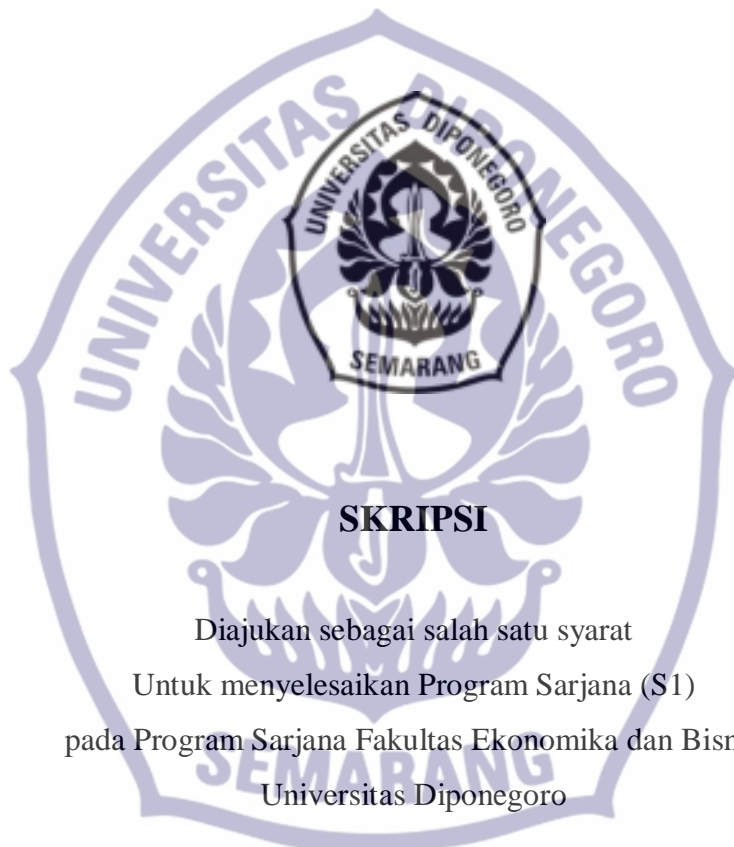 UNIVERSITAS DIPONEGORO
SEMARANG
UNIVERSITAS DIPONEGORO
SEMARANG
SKRIPSI
Diajukan sebagai salah satu syarat
Untuk menyelesaikan Program Sarjana (S1)
pada Program Sarjana Fakultas Ekonomika dan Bisn
Universitas Diponegoro